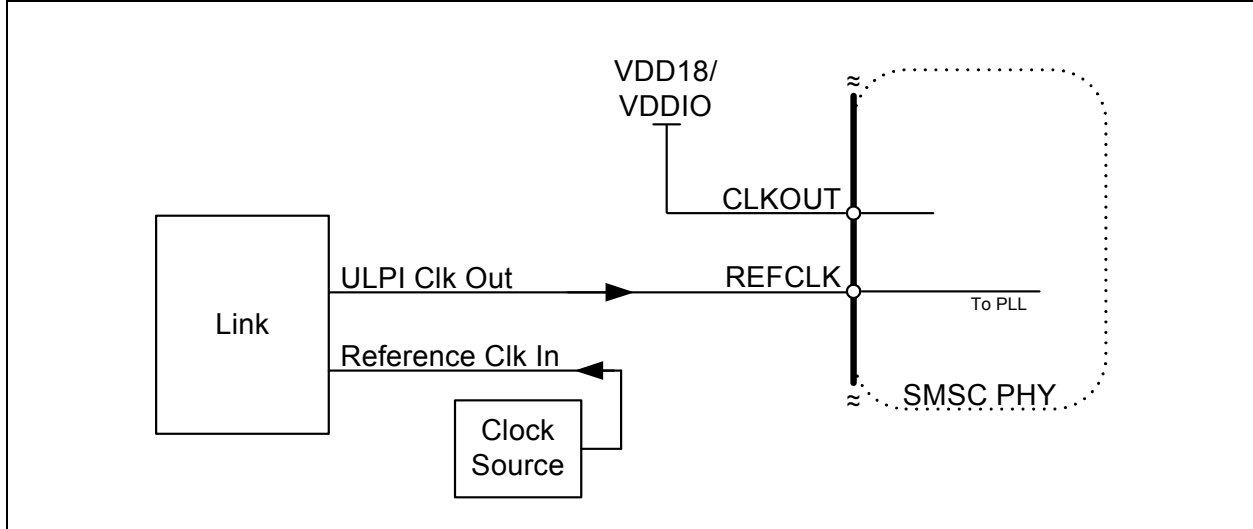 VDD18/
VDDIO
CLKOUT
ULPI Clk Out
REFCLK
To PLL
Link
Reference Clk In
SMSC PHY
Clock
Source